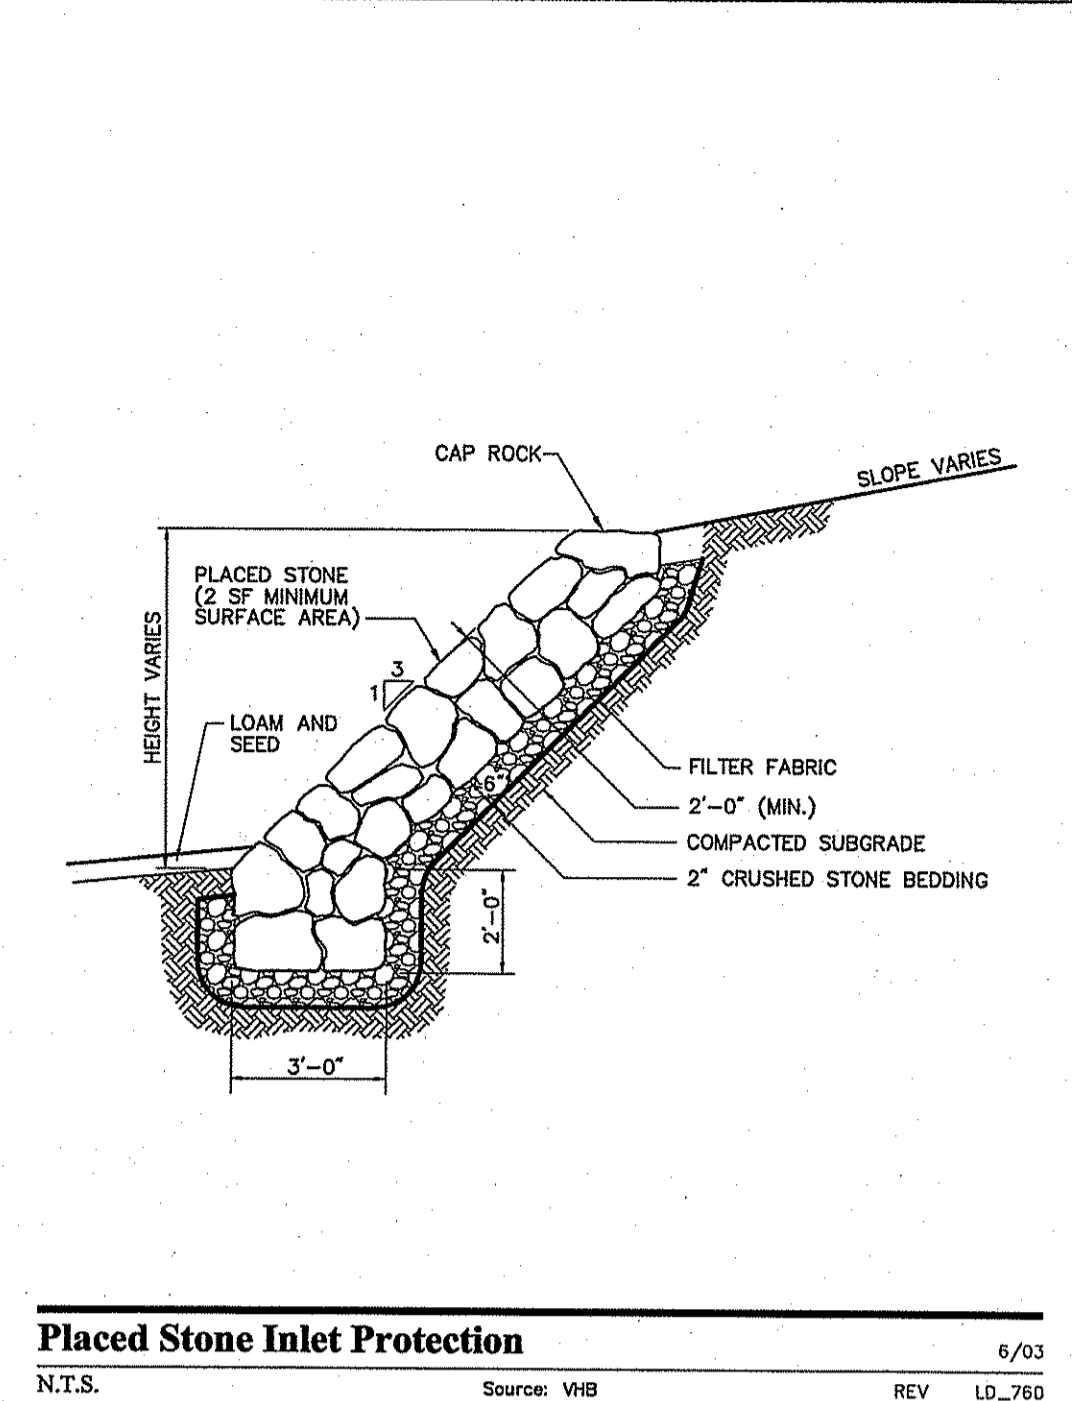 CAP ROCK
SLOPE VARIES
PLACED STONE
(2 SF MINIMUM
SURFACE AREA)
HEIGHT VARIES
3
1
LOAM AND
SEED
6"
FILTER FABRIC
2'-0" (MIN.)
COMPACTED SUBGRADE
2" CRUSHED STONE BEDDING
2'-0"
3'-0"
Placed Stone Inlet Protection
6/03
N.T.S.
Source: VHB
REV
LD_760